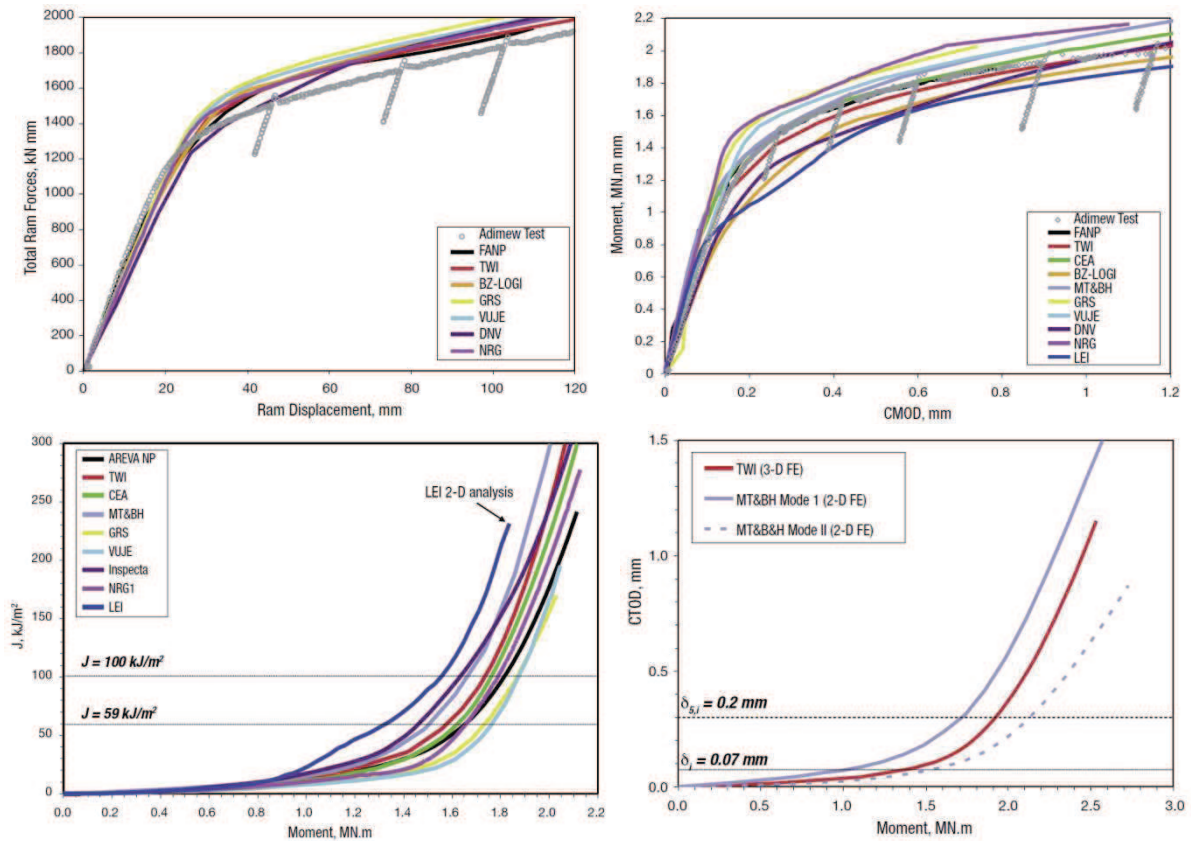 2000
1800
1600
1400
1200
1000
800
600
400
200
0
Total Ram Forces, kN mm
0 20 40 60 80 100 120
Ram Displacement, mm
Adimew Test
FANP
TWI
BZ-LOGI
GRS
VUJE
DNV
NRG
2.2
2
1.8
1.6
1.4
1.2
1
0.8
0.6
0.4
0.2
0
Moment, MN.m mm
0 0.2 0.4 0.6 0.8 1 1.2
CMOD, mm
Adimew Test
FANP
TWI
CEA
BZ-LOGI
MT&BH
GRS
VUJE
DNV
NRG
LEI
300
250
200
150
100
50
0
J, kJ/m²
AREVA NP
TWI
CEA
MT&BH
GRS
VUJE
Inspecta
NRG1
LEI
LEI 2-D analysis
J = 100 kJ/m²
J = 59 kJ/m²
0.0 0.2 0.4 0.6 0.8 1.0 1.2 1.4 1.6 1.8 2.0 2.2
Moment, MN.m
1.5
1.0
0.5
0.0
CTOD, mm
TWI (3-D FE)
MT&BH Mode 1 (2-D FE)
MT&B&H Mode II (2-D FE)
δ5,i = 0.2 mm
δi = 0.07 mm
0.0 0.5 1.0 1.5 2.0 2.5 3.0
Moment, MN.m